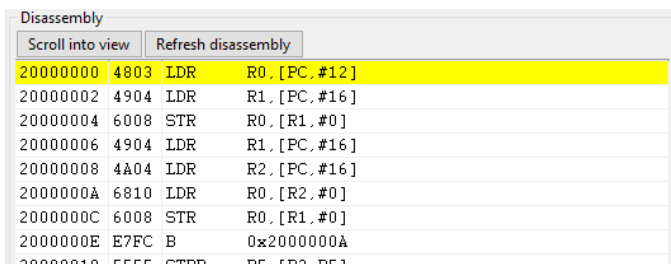 Disassembly
Scroll into view Refresh disassembly
20000000 4803 LDR R0,[PC,#12]
20000002 4904 LDR R1,[PC,#16]
20000004 6008 STR R0,[R1,#0]
20000006 4904 LDR R1,[PC,#16]
20000008 4A04 LDR R2,[PC,#16]
2000000A 6810 LDR R0,[R2,#0]
2000000C 6008 STR R0,[R1,#0]
2000000E E7FC B 0x2000000A